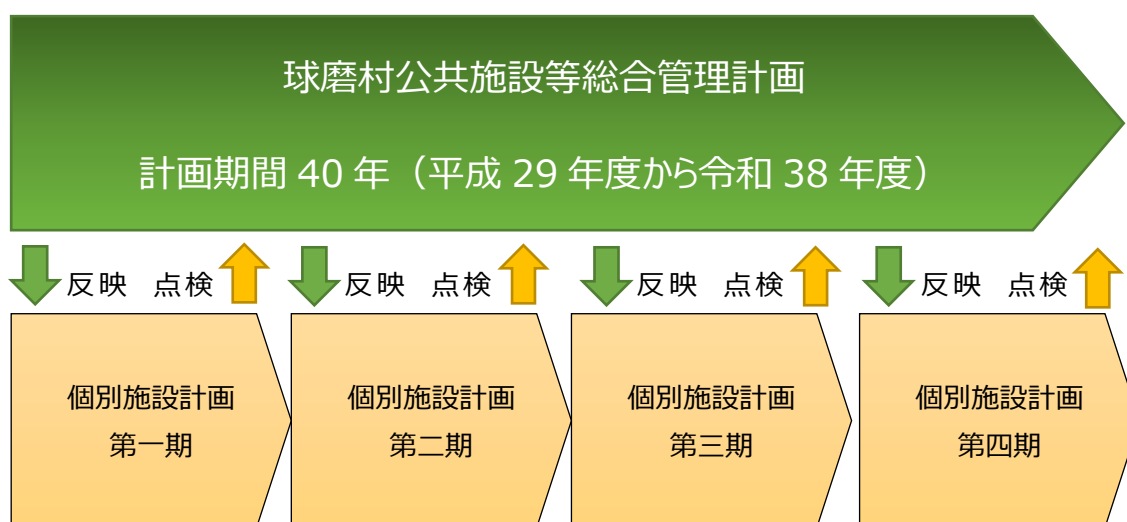 球磨村公共施設等総合管理計画
計画期間 40 年（平成 29 年度から令和 38 年度）
反映 点検 反映 点検 反映 点検 反映 点検
個別施設計画
第一期
個別施設計画
第二期
個別施設計画
第三期
個別施設計画
第四期